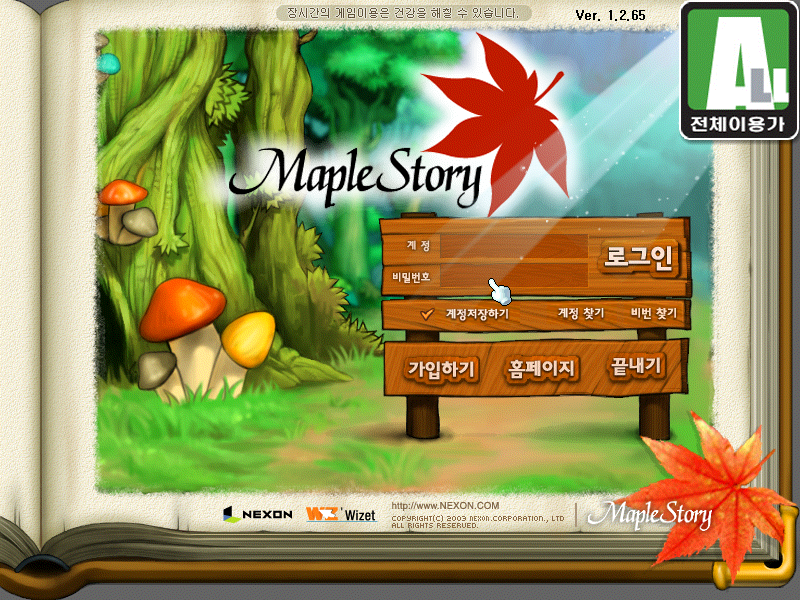 장시간의 게임이용은 건강을 해칠 수 있습니다.
Ver. 1.2.65
ALL
전체이용가
MapleStory
계 정
비밀번호
로그인
계정저장하기
계정 찾기
비번 찾기
가입하기
홈페이지
끝내기
NEXON
Wizet
http://www.NEXON.COM
COPYRIGHT(C) 2003 NEXON.CORPORATION., LTD
ALL RIGHTS RESERVED.
MapleStory